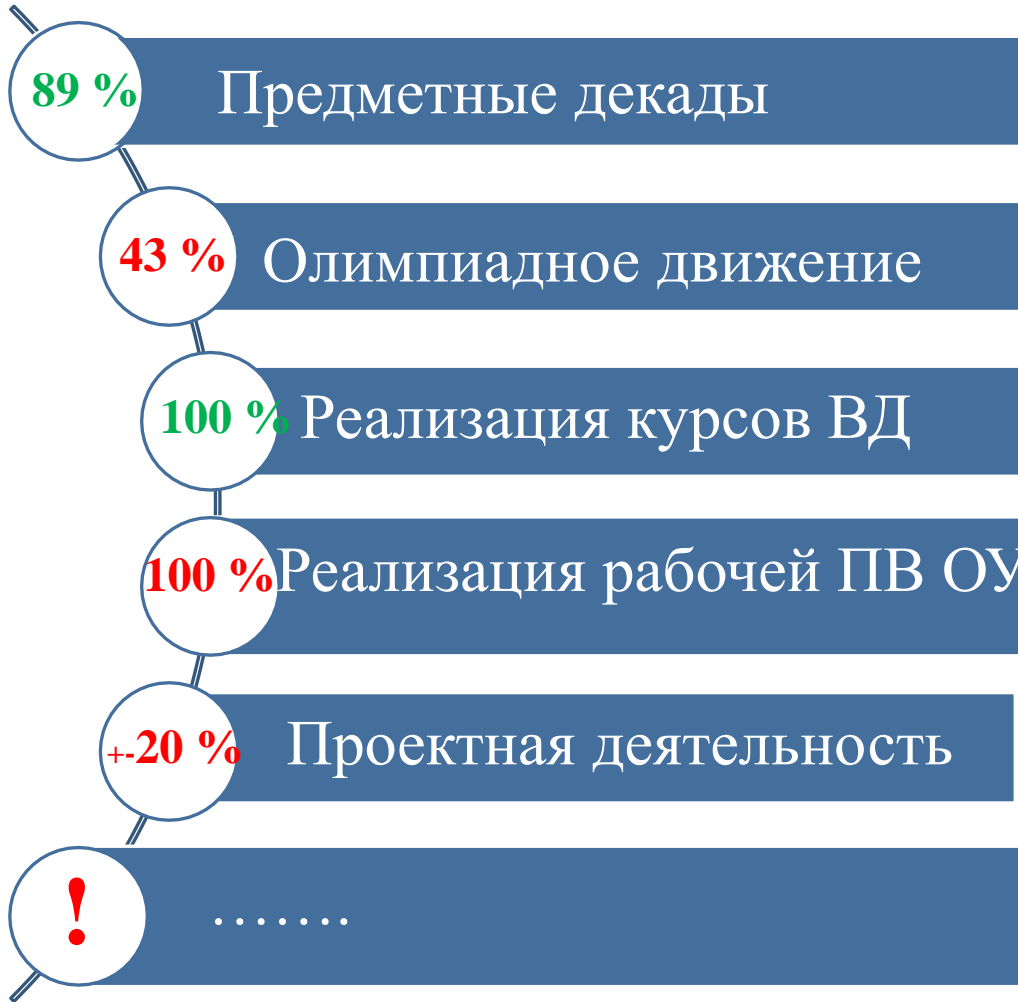 89 % Предметные декады
43 % Олимпиадное движение
100 % Реализация курсов ВД
100 % Реализация рабочей ПВ ОУ
+-20 % Проектная деятельность
! .......